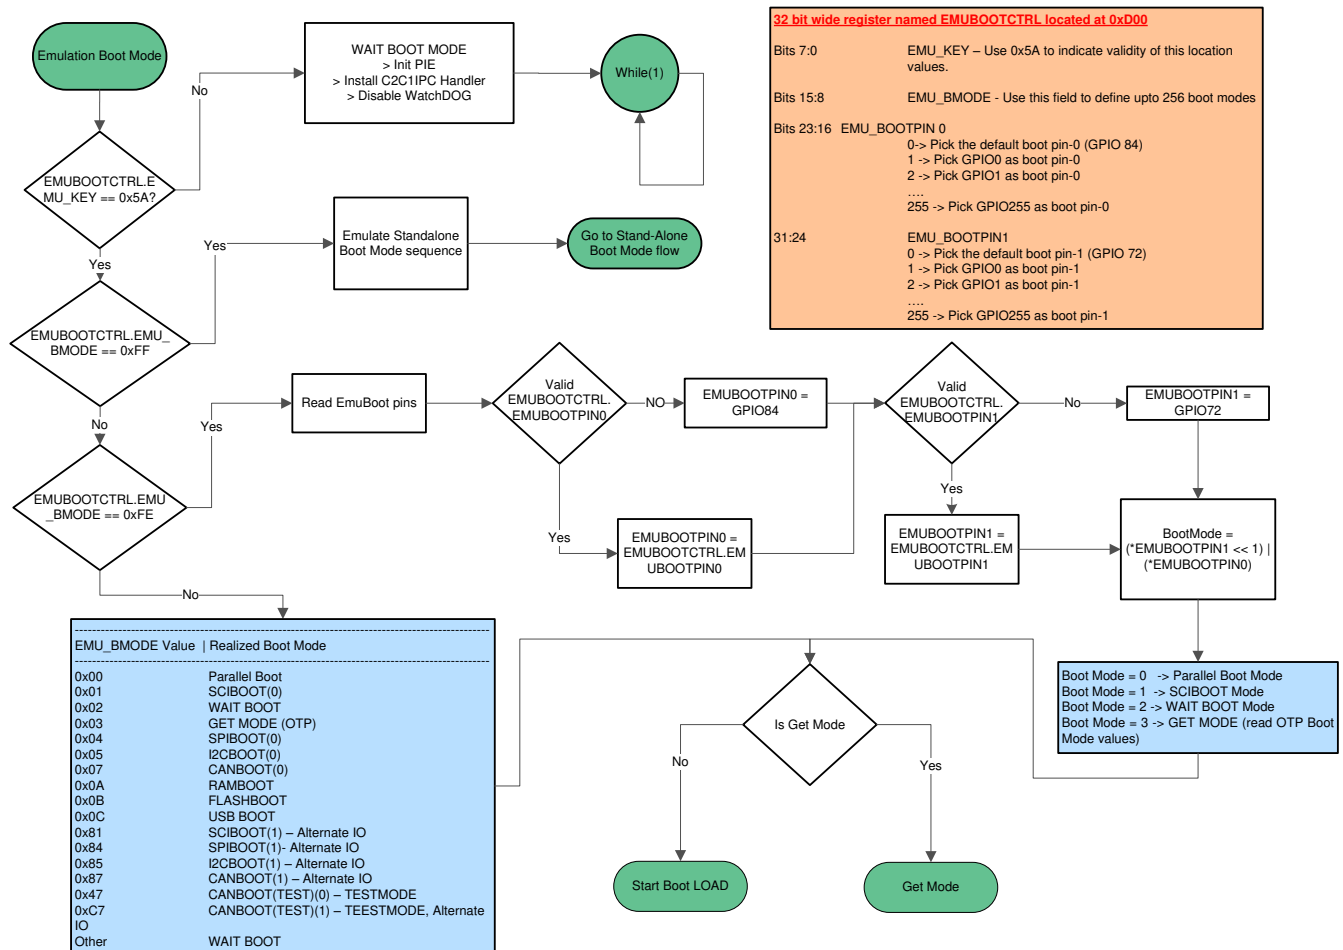 32 bit wide register named EMUBOOTCTRL located at 0xD00
Bits 7:0 EMU_KEY – Use 0x5A to indicate validity of this location
values.
Bits 15:8 EMU_BMODE - Use this field to define upto 256 boot modes
Bits 23:16 EMU_BOOTPIN 0
0-> Pick the default boot pin-0 (GPIO 84)
1 -> Pick GPIO0 as boot pin-0
2 -> Pick GPIO1 as boot pin-0
....
255 -> Pick GPIO255 as boot pin-0
31:24 EMU_BOOTPIN1
0 -> Pick the default boot pin-1 (GPIO 72)
1 -> Pick GPIO0 as boot pin-1
2 -> Pick GPIO1 as boot pin-1
....
255 -> Pick GPIO255 as boot pin-1
Emulation Boot Mode
WAIT BOOT MODE
> Init PIE
> Install C2C1IPC Handler
> Disable WatchDOG
While(1)
No
EMUBOOTCTRL.E
MU_KEY == 0x5A?
Yes
Yes
Emulate Standalone
Boot Mode sequence
Go to Stand-Alone
Boot Mode flow
EMUBOOTCTRL.EMU_
BMODE == 0xFF
No
Yes
Read EmuBoot pins
Valid
EMUBOOTCTRL.
EMUBOOTPIN0
NO
EMUBOOTPIN0 =
GPIO84
Valid
EMUBOOTCTRL.
EMUBOOTPIN1
No
EMUBOOTPIN1 =
GPIO72
EMUBOOTCTRL.EMU
_BMODE == 0xFE
Yes
EMUBOOTPIN0 =
EMUBOOTCTRL.EM
UBOOTPIN0
Yes
EMUBOOTPIN1 =
EMUBOOTCTRL.EM
UBOOTPIN1
BootMode =
(*EMUBOOTPIN1 << 1) |
(*EMUBOOTPIN0)
No
EMU_BMODE Value | Realized Boot Mode
0x00 Parallel Boot
0x01 SCIBOOT(0)
0x02 WAIT BOOT
0x03 GET MODE (OTP)
0x04 SPIBOOT(0)
0x05 I2CBOOT(0)
0x07 CANBOOT(0)
0x0A RAMBOOT
0x0B FLASHBOOT
0x0C USB BOOT
0x81 SCIBOOT(1) – Alternate IO
0x84 SPIBOOT(1)- Alternate IO
0x85 I2CBOOT(1) – Alternate IO
0x87 CANBOOT(1) – Alternate IO
0x47 CANBOOT(TEST)(0) – TESTMODE
0xC7 CANBOOT(TEST)(1) – TEESTMODE, Alternate
IO
Other WAIT BOOT
Boot Mode = 0 -> Parallel Boot Mode
Boot Mode = 1 -> SCIBOOT Mode
Boot Mode = 2 -> WAIT BOOT Mode
Boot Mode = 3 -> GET MODE (read OTP Boot
Mode values)
Is Get Mode
No
Yes
Start Boot LOAD
Get Mode